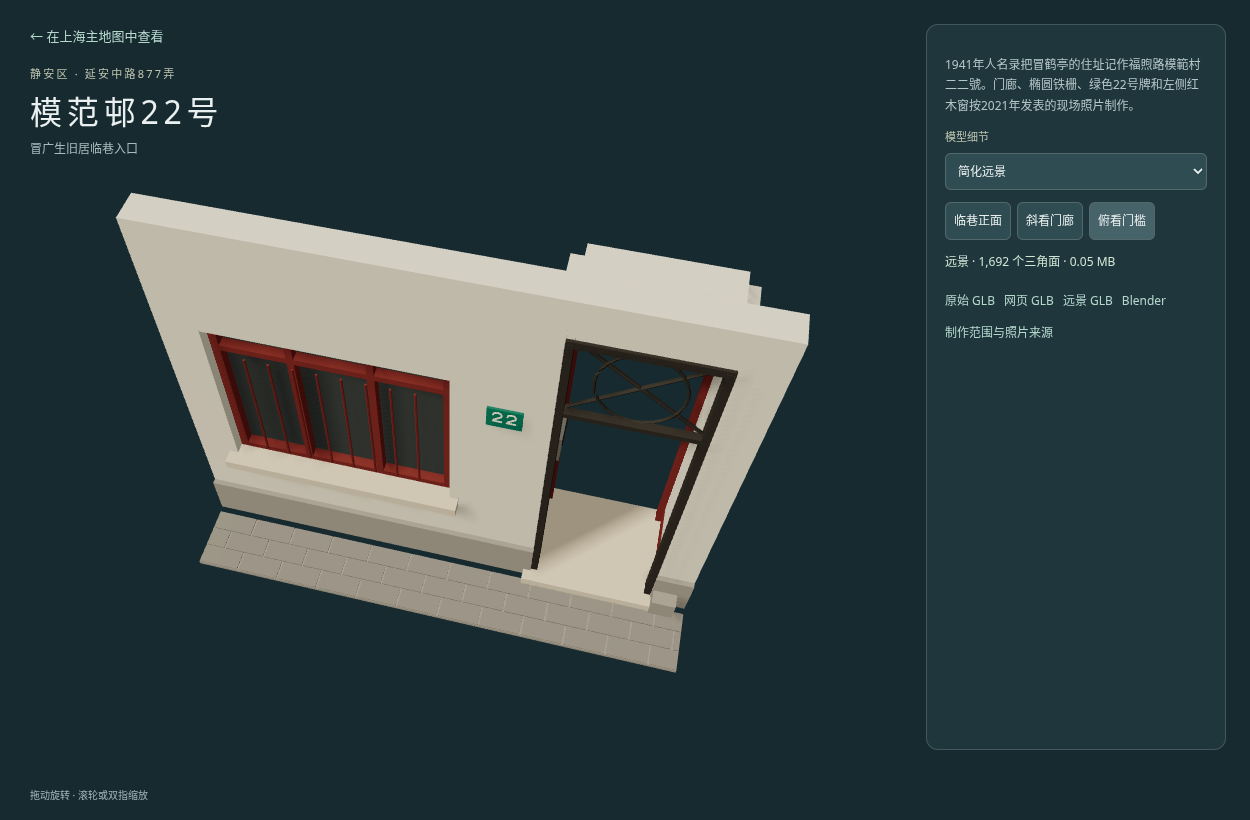 ← 在上海主地图中查看
静安区 · 延安中路877弄
模范邨22号
冒广生旧居临巷入口
22
拖动旋转 · 滚轮或双指缩放
1941年人名录把冒鹤亭的住址记作福煦路模範村
二二號。门廊、椭圆铁栅、绿色22号牌和左侧红
木窗按2021年发表的现场照片制作。
模型细节
简化远景
临巷正面 斜看门廊 俯看门槛
远景 · 1,692 个三角面 · 0.05 MB
原始 GLB 网页 GLB 远景 GLB Blender
制作范围与照片来源